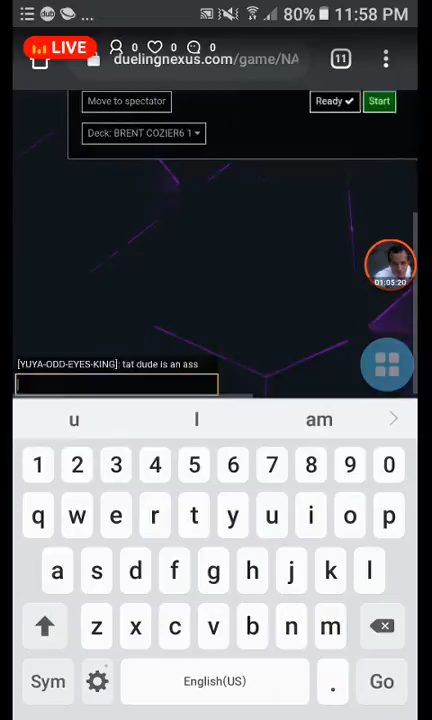 ... 80% 11:58 PM
LIVE 0 0 0
duelingnexus.com/game/NA 11
Move to spectator Ready ✔ Start
Deck: BRENT COZIER6 1
01:05:20
[YUYA-ODD-EYES-KING]: tat dude is an ass
u I am
1 2 3 4 5 6 7 8 9 0
q w e r t y u i o p
a s d f g h j k l
z x c v b n m
Sym English(US) . Go